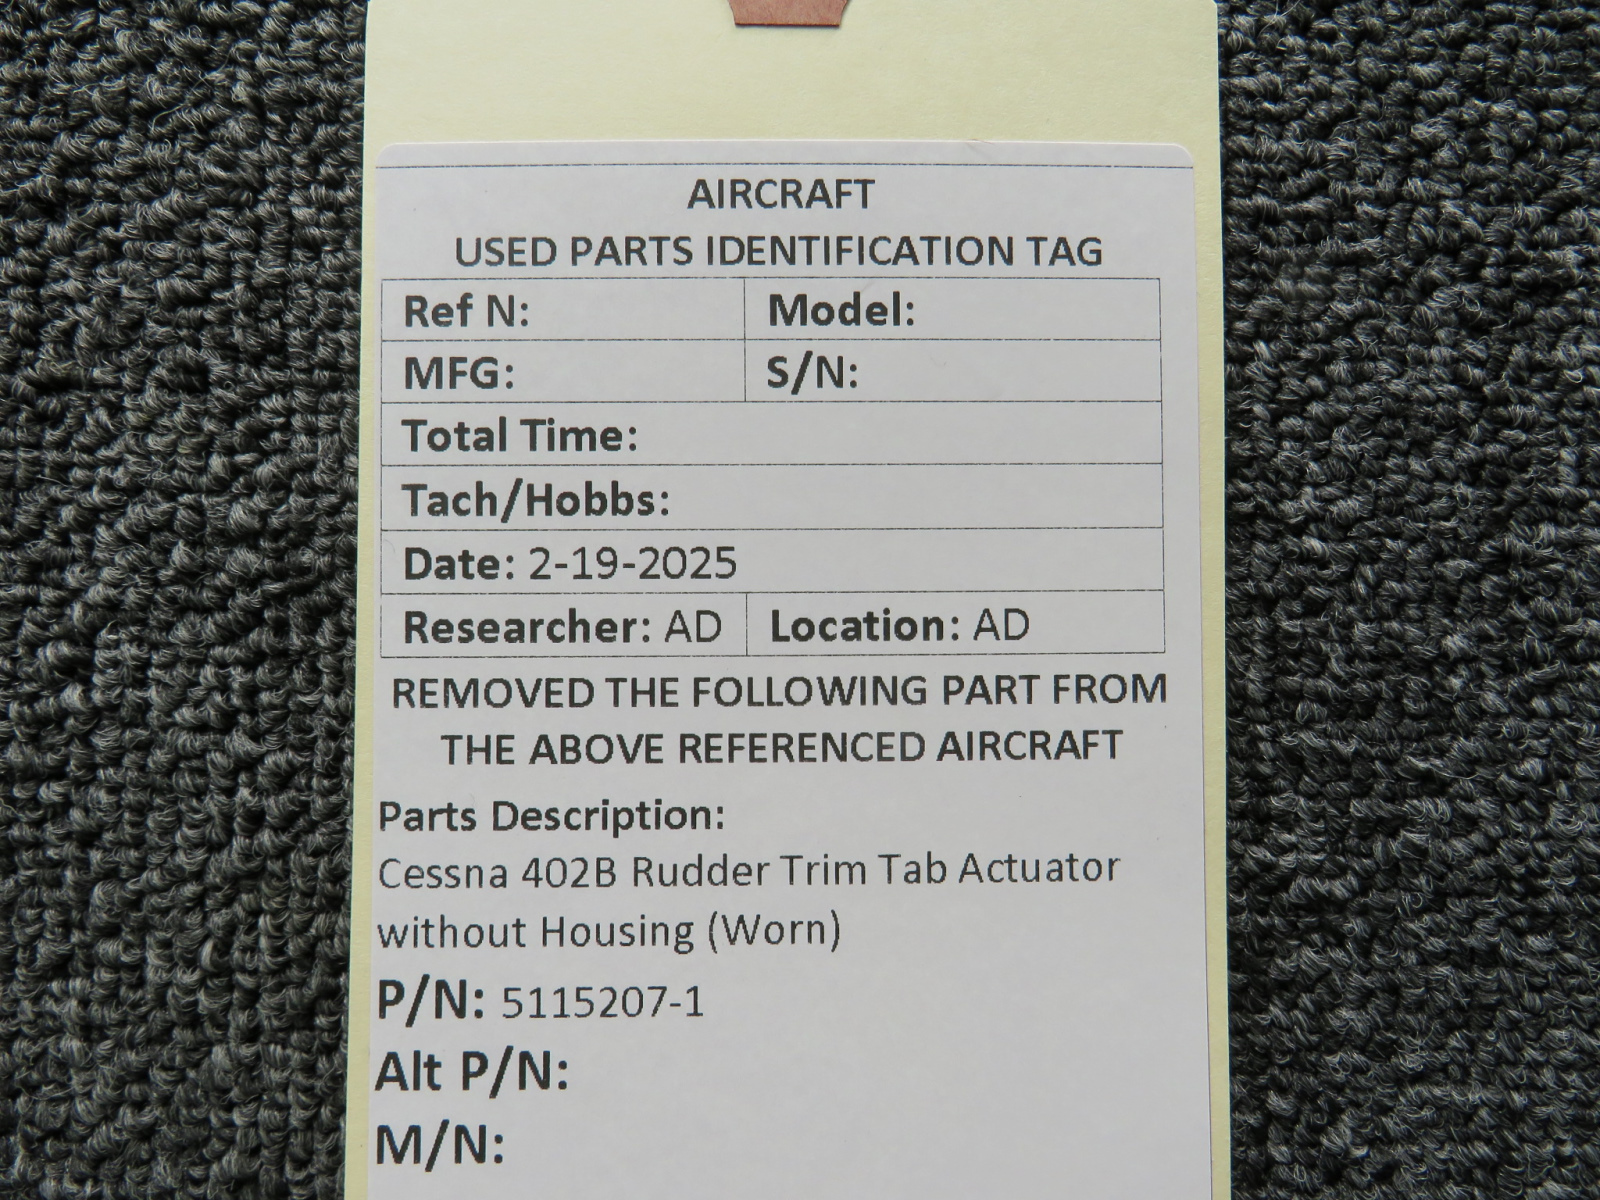 AIRCRAFT
USED PARTS IDENTIFICATION TAG
Ref N: Model:
MFG: S/N:
Total Time:
Tach/Hobbs:
Date: 2-19-2025
Researcher: AD Location: AD
REMOVED THE FOLLOWING PART FROM
THE ABOVE REFERENCED AIRCRAFT
Parts Description:
Cessna 402B Rudder Trim Tab Actuator
without Housing (Worn)
P/N: 5115207-1
Alt P/N:
M/N: